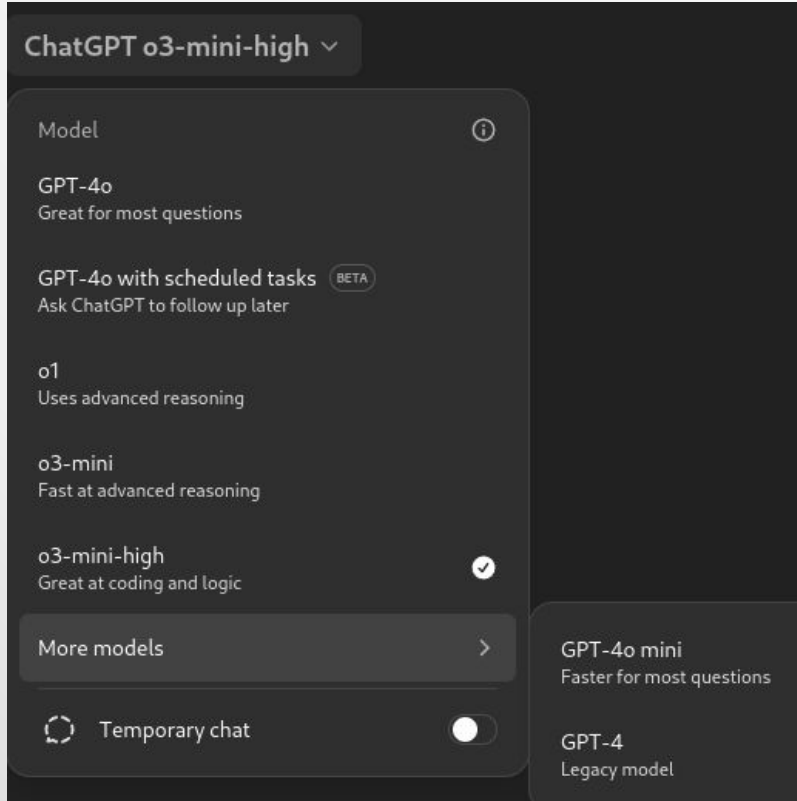 ChatGPT o3-mini-high
Model
GPT-4o
Great for most questions
GPT-4o with scheduled tasks BETA
Ask ChatGPT to follow up later
o1
Uses advanced reasoning
o3-mini
Fast at advanced reasoning
o3-mini-high
Great at coding and logic
More models
GPT-4o mini
Faster for most questions
Temporary chat
GPT-4
Legacy model